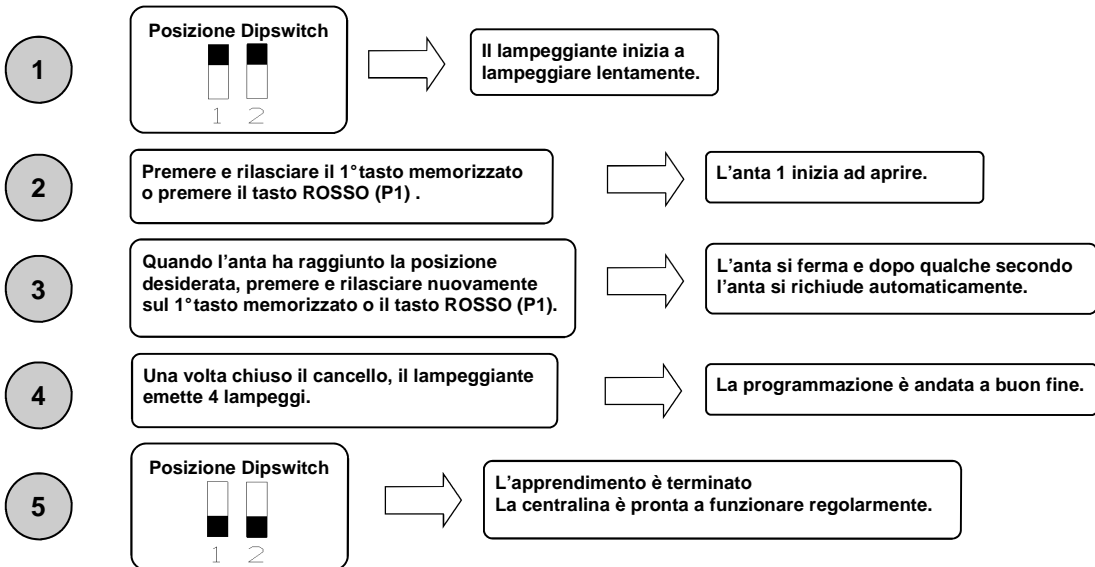 1
Posizione Dipswitch
1 2
Il lampeggiante inizia a
lampeggiare lentamente.
2
Premere e rilasciare il 1° tasto memorizzato
o premere il tasto ROSSO (P1) .
L’anta 1 inizia ad aprire.
3
Quando l’anta ha raggiunto la posizione
desiderata, premere e rilasciare nuovamente
sul 1° tasto memorizzato o il tasto ROSSO (P1).
L’anta si ferma e dopo qualche secondo
l’anta si richiude automaticamente.
4
Una volta chiuso il cancello, il lampeggiante
emette 4 lampeggi.
La programmazione è andata a buon fine.
5
Posizione Dipswitch
1 2
L’apprendimento è terminato
La centralina è pronta a funzionare regolarmente.